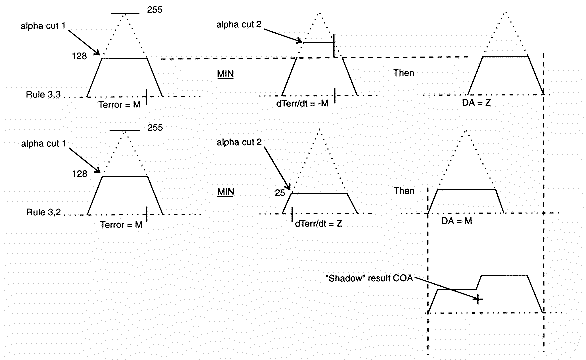 255
alpha cut 1
alpha cut 2
128
MIN
Then
Rule 3,3
Terror = M
dTerr/dt = -M
DA = Z
255
alpha cut 1
alpha cut 2
128
MIN
25
Then
Rule 3,2
Terror = M
dTerr/dt = Z
DA = M
"Shadow" result COA